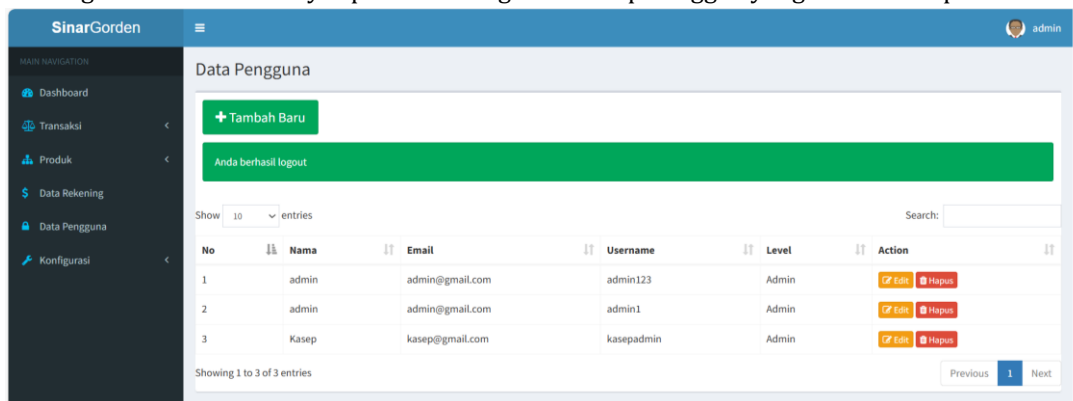 SinarGorden
admin
MAIN NAVIGATION
Dashboard
Transaksi
Produk
Data Rekening
Data Pengguna
Konfigurasi
Data Pengguna
Tambah Baru
Anda berhasil logout
Show 10 entries
Search:
No Nama Email Username Level Action
1 admin admin@gmail.com admin123 Admin Edit Hapus
2 admin admin@gmail.com admin1 Admin Edit Hapus
3 Kasep kasep@gmail.com kasepadmin Admin Edit Hapus
Showing 1 to 3 of 3 entries
Previous 1 Next